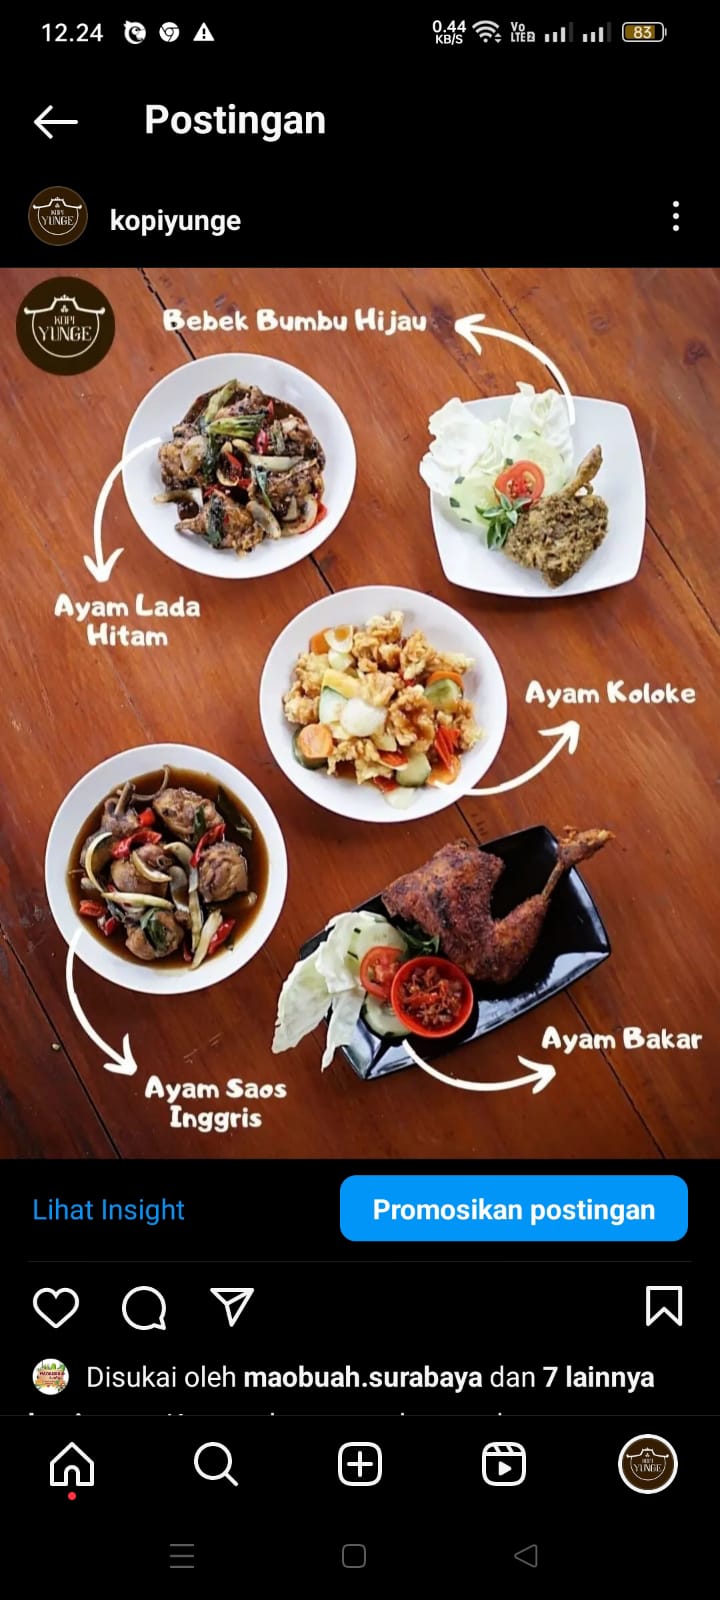 12.24
0.44
KB/S
Vo
LTE2
83
Postingan
kopiyunge
KOPI
YUNGE
Bebek Bumbu Hijau
Ayam Lada
Hitam
Ayam Koloke
Ayam Bakar
Ayam Saos
Inggris
Lihat Insight
Promosikan postingan
Disukai oleh maobuah.surabaya dan 7 lainnya